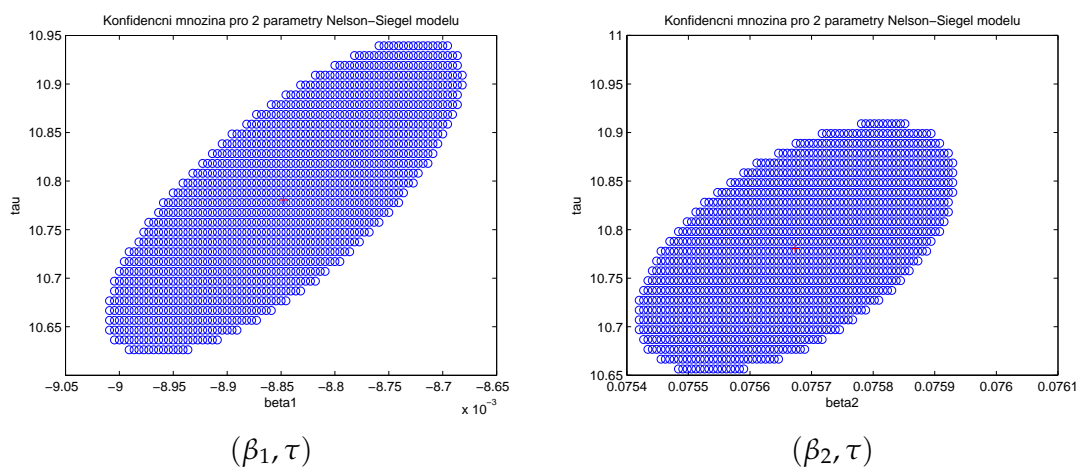 Konfidencni mnozina pro 2 parametry Nelson−Siegel modelu
10.95
10.9
10.85
10.8
10.75
10.7
10.65
tau
−9.05 −9 −8.95 −8.9 −8.85 −8.8 −8.75 −8.7 −8.65
beta1
x 10⁻³
(β₁, τ)
Konfidencni mnozina pro 2 parametry Nelson−Siegel modelu
11
10.95
10.9
10.85
10.8
10.75
10.7
10.65
tau
0.0754 0.0755 0.0756 0.0757 0.0758 0.0759 0.076 0.0761
beta2
(β₂, τ)